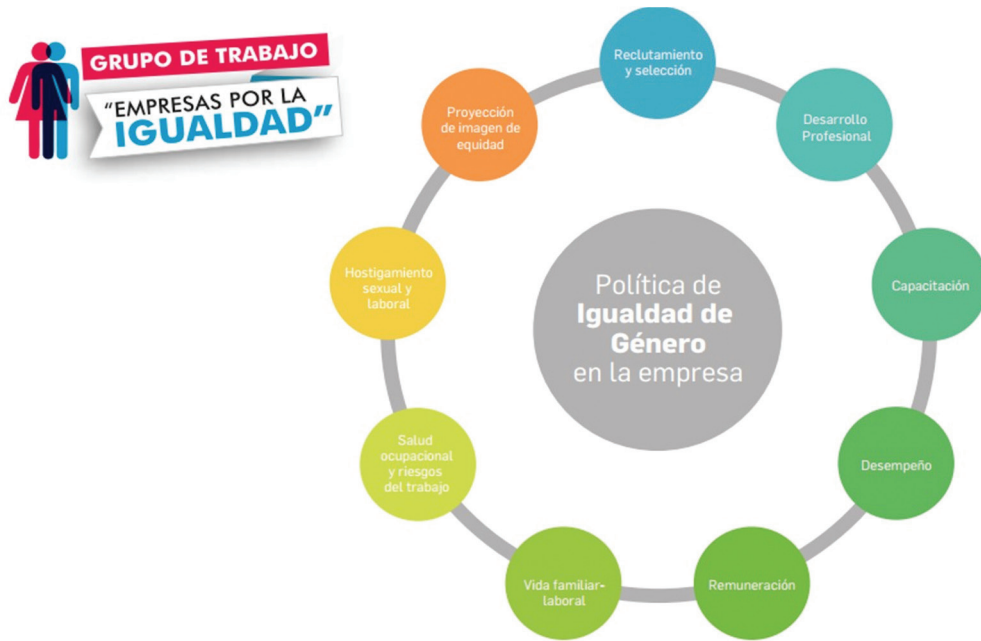 GRUPO DE TRABAJO
"EMPRESAS POR LA
IGUALDAD"
Reclutamiento
y selección
Desarrollo
Profesional
Capacitación
Desempeño
Remuneración
Vida familiar-
laboral
Salud
ocupacional
y riesgos
del trabajo
Hostigamiento
sexual y
laboral
Proyección
de imagen de
equidad
Política de
Igualdad de
Género
en la empresa